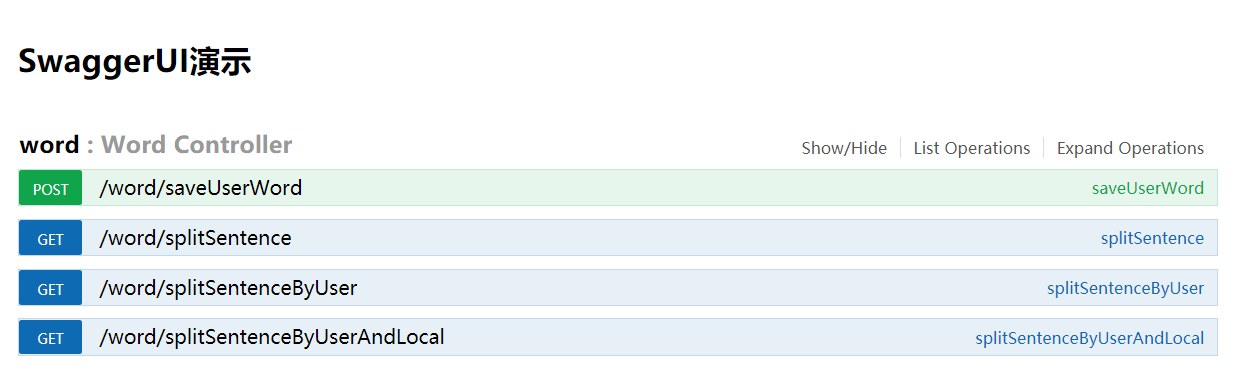 SwaggerUI演示
word : Word Controller Show/Hide List Operations Expand Operations
POST /word/saveUserWord saveUserWord
GET /word/splitSentence splitSentence
GET /word/splitSentenceByUser splitSentenceByUser
GET /word/splitSentenceByUserAndLocal splitSentenceByUserAndLocal